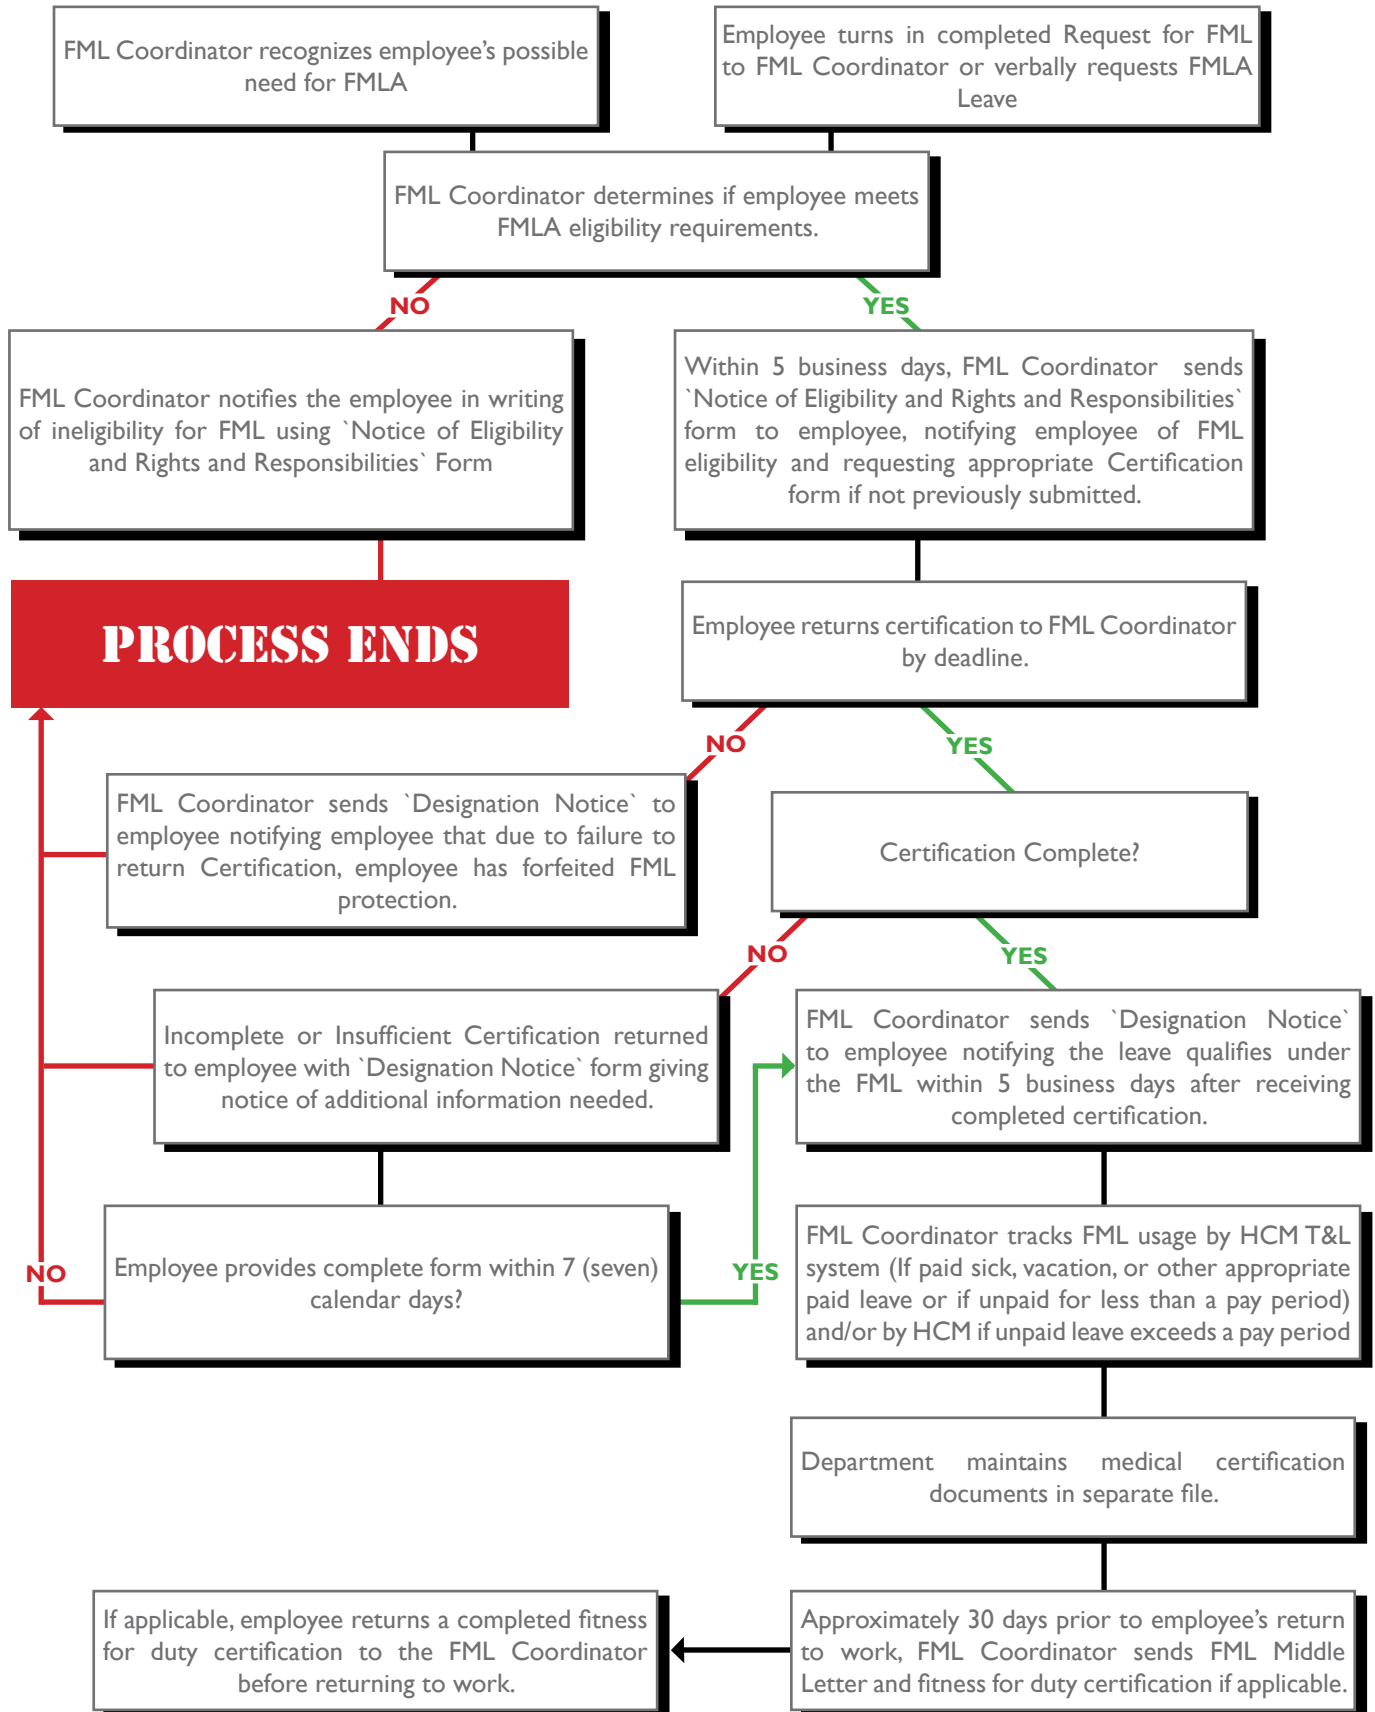 FML Coordinator recognizes employee's possible
need for FMLA
Employee turns in completed Request for FML
to FML Coordinator or verbally requests FMLA
Leave
FML Coordinator determines if employee meets
FMLA eligibility requirements.
NO
YES
FML Coordinator notifies the employee in writing
of ineligibility for FML using `Notice of Eligibility
and Rights and Responsibilities` Form
Within 5 business days, FML Coordinator sends
`Notice of Eligibility and Rights and Responsibilities`
form to employee, notifying employee of FML
eligibility and requesting appropriate Certification
form if not previously submitted.
PROCESS ENDS
Employee returns certification to FML Coordinator
by deadline.
NO
YES
FML Coordinator sends `Designation Notice` to
employee notifying employee that due to failure to
return Certification, employee has forfeited FML
protection.
Certification Complete?
NO
YES
Incomplete or Insufficient Certification returned
to employee with `Designation Notice` form giving
notice of additional information needed.
FML Coordinator sends `Designation Notice`
to employee notifying the leave qualifies under
the FML within 5 business days after receiving
completed certification.
NO
Employee provides complete form within 7 (seven)
calendar days?
YES
FML Coordinator tracks FML usage by HCM T&L
system (If paid sick, vacation, or other appropriate
paid leave or if unpaid for less than a pay period)
and/or by HCM if unpaid leave exceeds a pay period
Department maintains medical certification
documents in separate file.
If applicable, employee returns a completed fitness
for duty certification to the FML Coordinator
before returning to work.
Approximately 30 days prior to employee's return
to work, FML Coordinator sends FML Middle
Letter and fitness for duty certification if applicable.